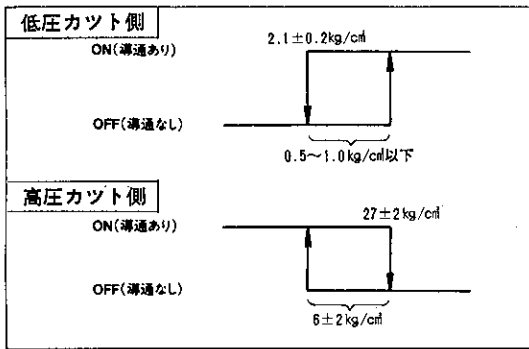 低圧カツト側
ON(導通あり)
2.1±0.2kg/cm²
OFF(導通なし)
0.5〜1.0kg/cm²以下
高圧カツト側
ON(導通あり)
27±2kg/cm²
OFF(導通なし)
6±2kg/cm²